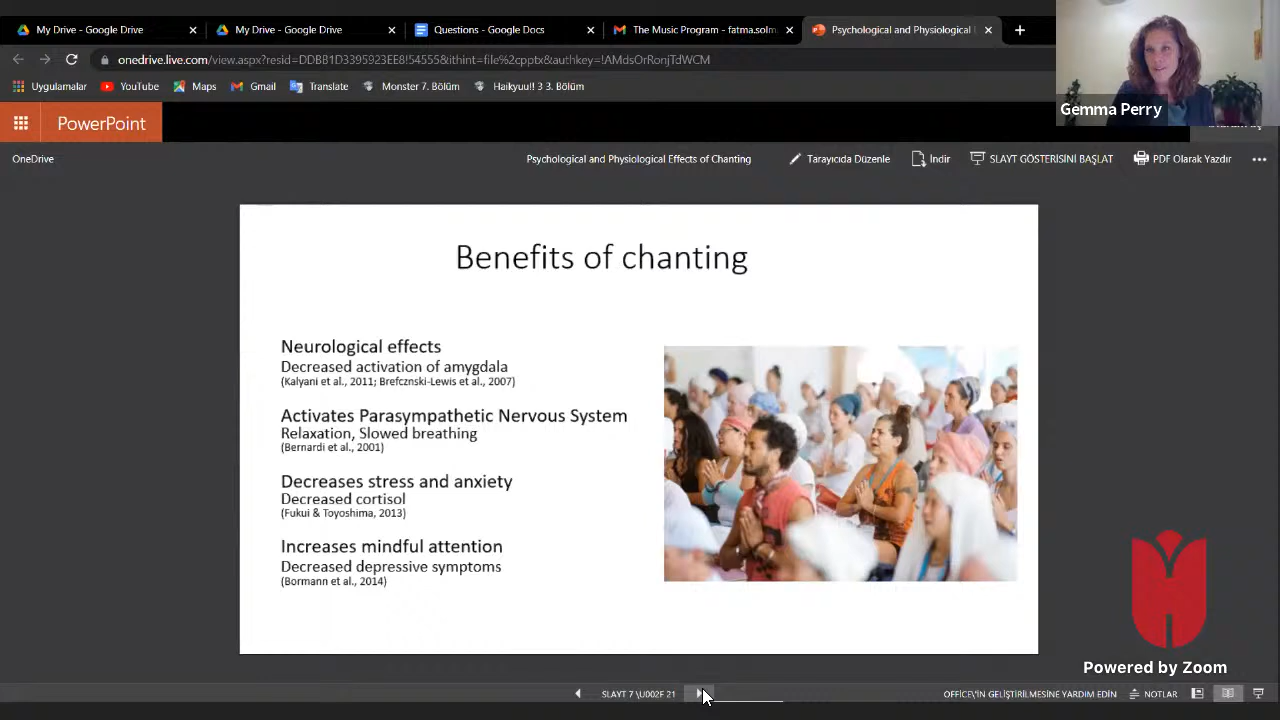 My Drive - Google Drive
My Drive - Google Drive
Questions - Google Docs
The Music Program - fatma.solm
Psychological and Physiological
onedrive.live.com/view.aspx?resid=DDBB1D3395923EE8!54555&ithint=file%2cpptx&authkey=!AMdsOrRonjTdWCM
Uygulamalar
YouTube
Maps
Gmail
Translate
Monster 7. Bölüm
Haikyuu!! 3 3. Bölüm
Gemma Perry
PowerPoint
OneDrive
Psychological and Physiological Effects of Chanting
Tarayıcıda Düzenle
İndir
SLAYT GÖSTERİSİNİ BAŞLAT
PDF Olarak Yazdır
Benefits of chanting
Neurological effects
Decreased activation of amygdala
(Kalyani et al., 2011; Brefcznski-Lewis et al., 2007)
Activates Parasympathetic Nervous System
Relaxation, Slowed breathing
(Bernardi et al., 2001)
Decreases stress and anxiety
Decreased cortisol
(Fukui & Toyoshima, 2013)
Increases mindful attention
Decreased depressive symptoms
(Bormann et al., 2014)
Powered by Zoom
SLAYT 7 \U002F 21
OFFICE\'İN GELİŞTİRİLMESİNE YARDIM EDİN
NOTLAR